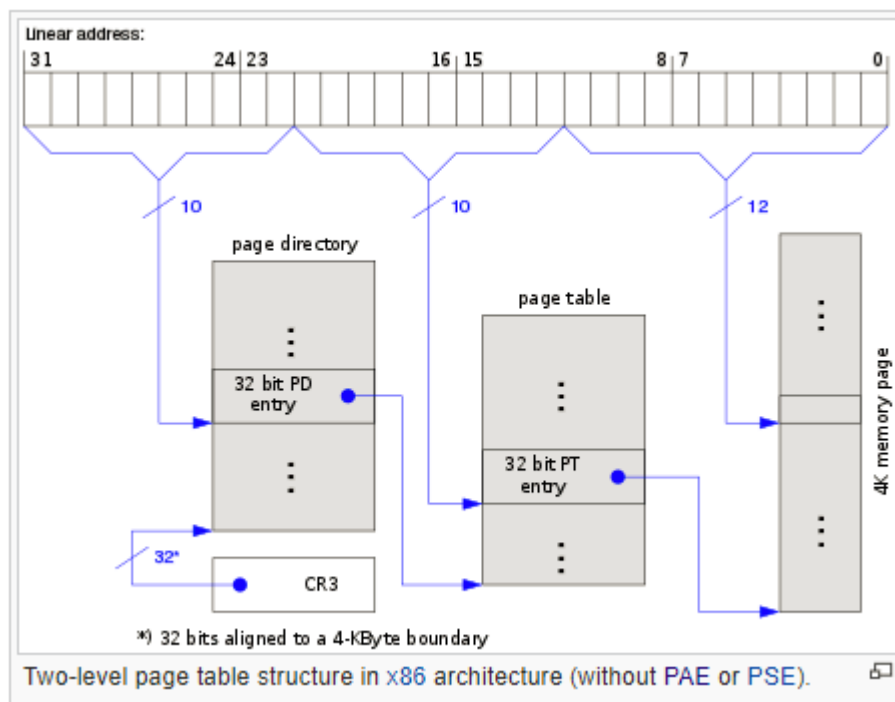 Linear address:
31 24 23 16 15 8 7 0
10 10 12
page directory
page table
32 bit PD
entry
32 bit PT
entry
4K memory page
32*
CR3
*) 32 bits aligned to a 4-KByte boundary
Two-level page table structure in x86 architecture (without PAE or PSE).